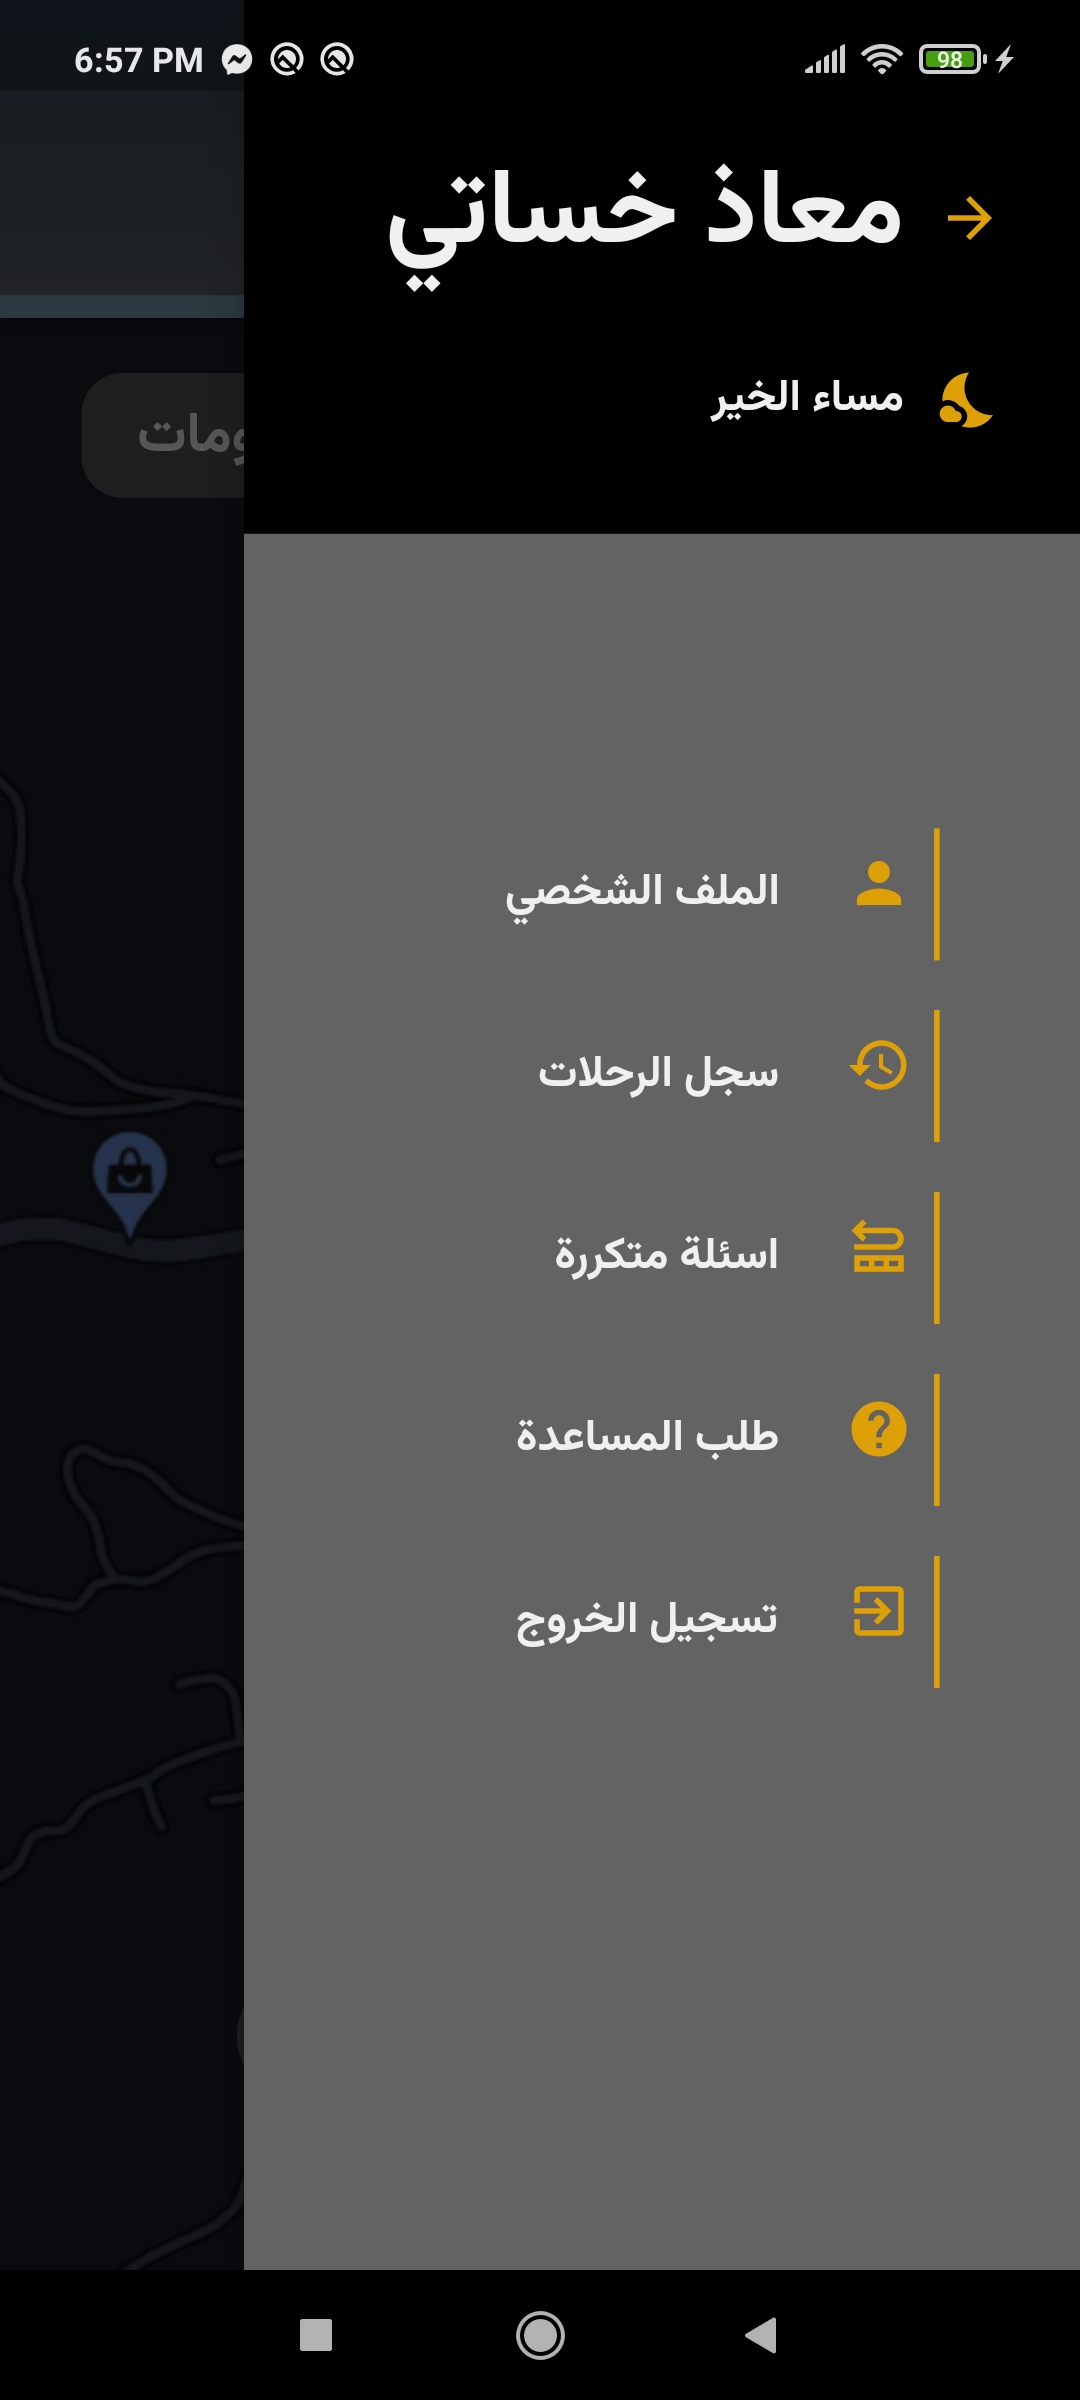 6:57 PM
98
معاذ خساتي
مساء الخير
ومات
الملف الشخصي
سجل الرحلات
اسئلة متكررة
طلب المساعدة
تسجيل الخروج